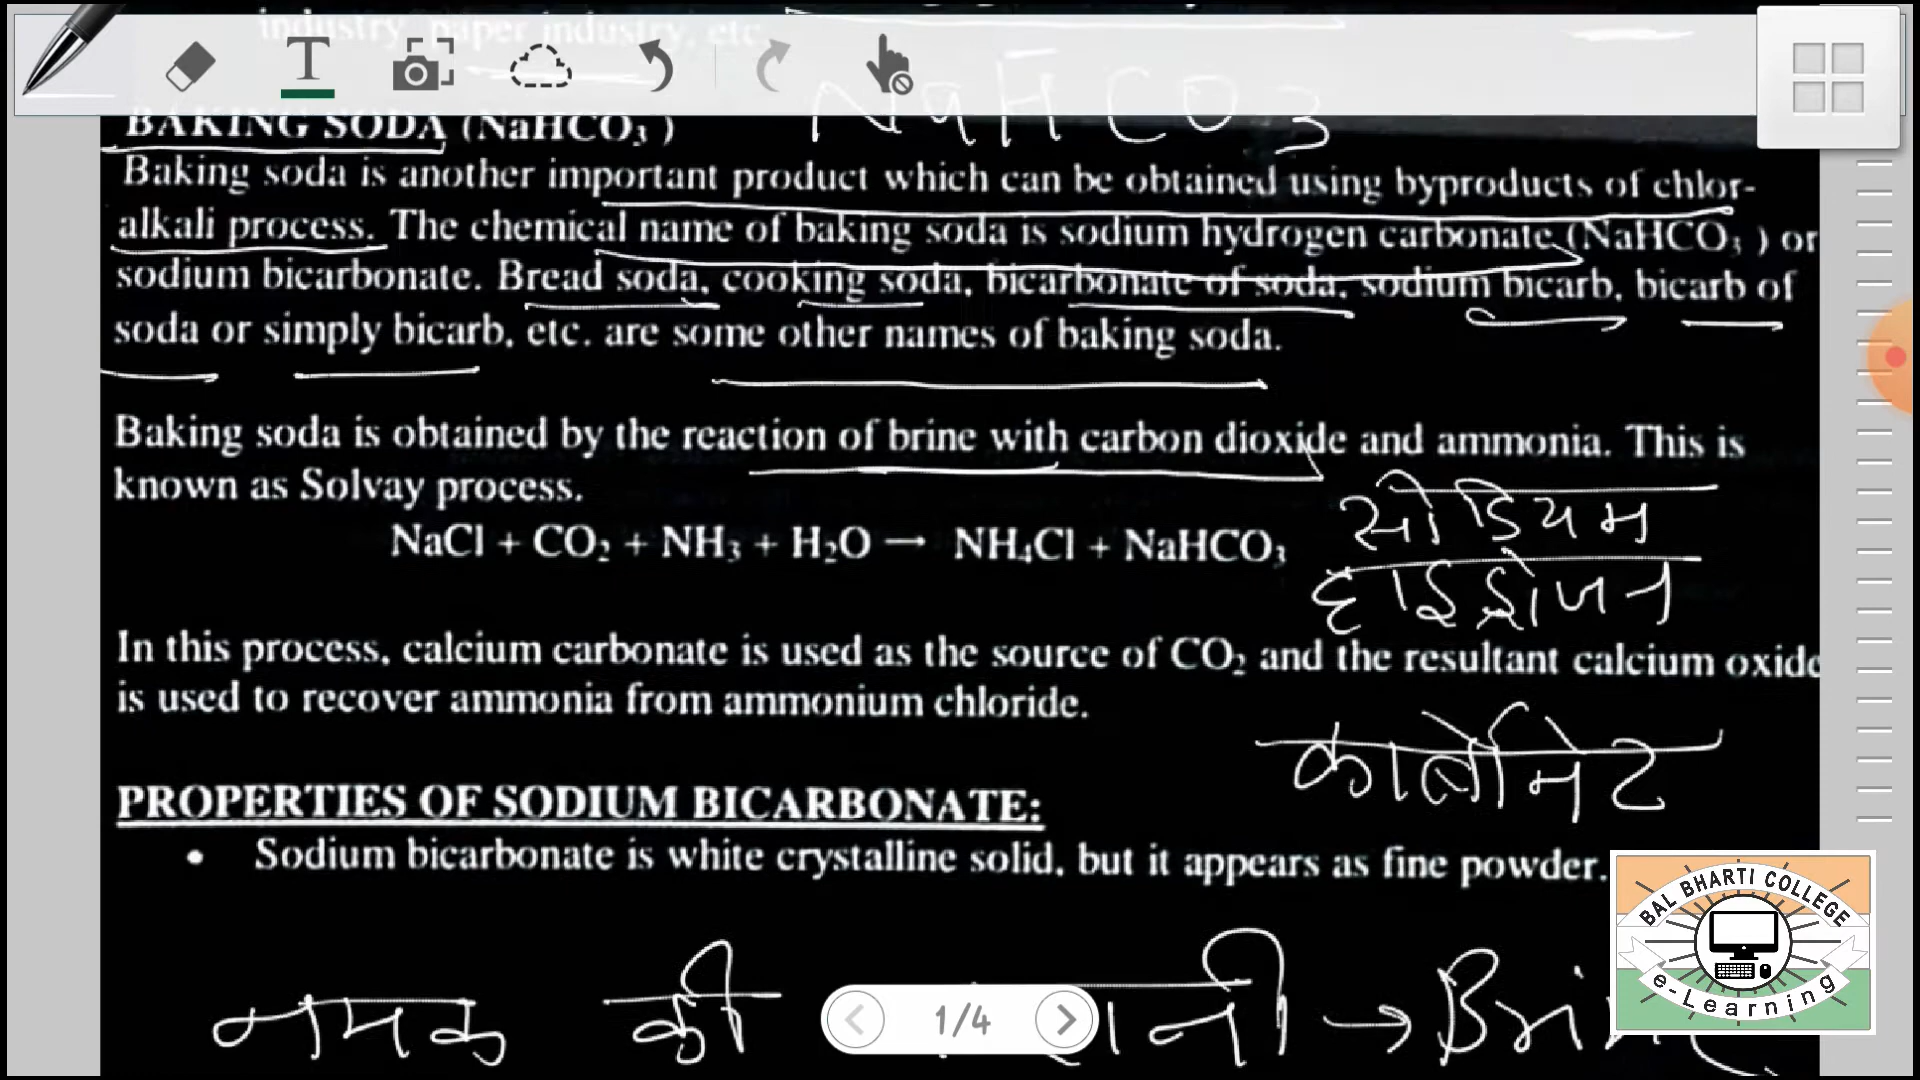 industry, paper industry, etc.
T
NaHCO3
BAKING SODA (NaHCO₃ )
Baking soda is another important product which can be obtained using byproducts of chlor-
alkali process. The chemical name of baking soda is sodium hydrogen carbonate (NaHCO₃ ) or
sodium bicarbonate. Bread soda, cooking soda, bicarbonate of soda, sodium bicarb, bicarb of
soda or simply bicarb, etc. are some other names of baking soda.
Baking soda is obtained by the reaction of brine with carbon dioxide and ammonia. This is
known as Solvay process.
NaCl + CO₂ + NH₃ + H₂O → NH₄Cl + NaHCO₃
सोडियम
हाइड्रोजन
In this process, calcium carbonate is used as the source of CO₂ and the resultant calcium oxide
is used to recover ammonia from ammonium chloride.
कार्बोनेट
PROPERTIES OF SODIUM BICARBONATE:
• Sodium bicarbonate is white crystalline solid, but it appears as fine powder.
BAL BHARTI COLLEGE
e-Learning
नमक की → 
1/4